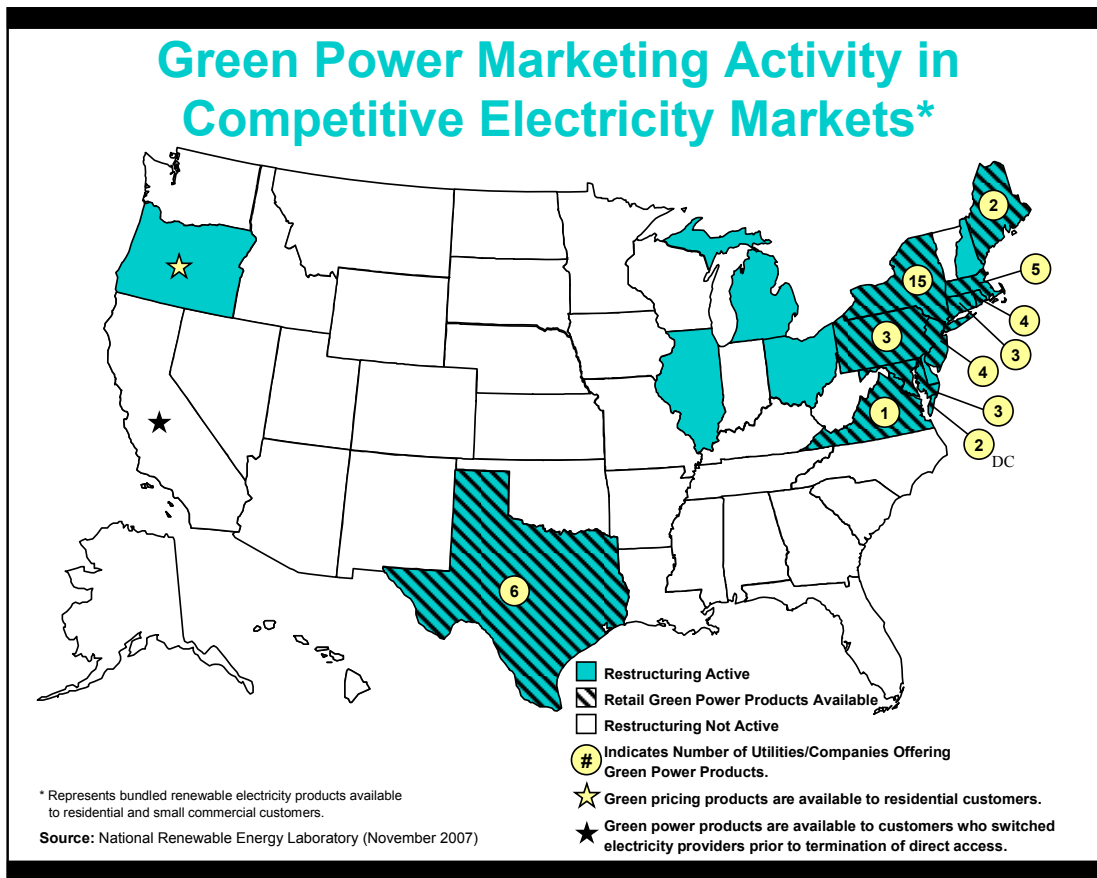 Green Power Marketing Activity in
Competitive Electricity Markets*
2
15
5
4
3
3
4
1
3
2
DC
6
Restructuring Active
Retail Green Power Products Available
Restructuring Not Active
# Indicates Number of Utilities/Companies Offering
Green Power Products.
Green pricing products are available to residential customers.
Green power products are available to customers who switched
electricity providers prior to termination of direct access.
* Represents bundled renewable electricity products available
to residential and small commercial customers.
Source: National Renewable Energy Laboratory (November 2007)